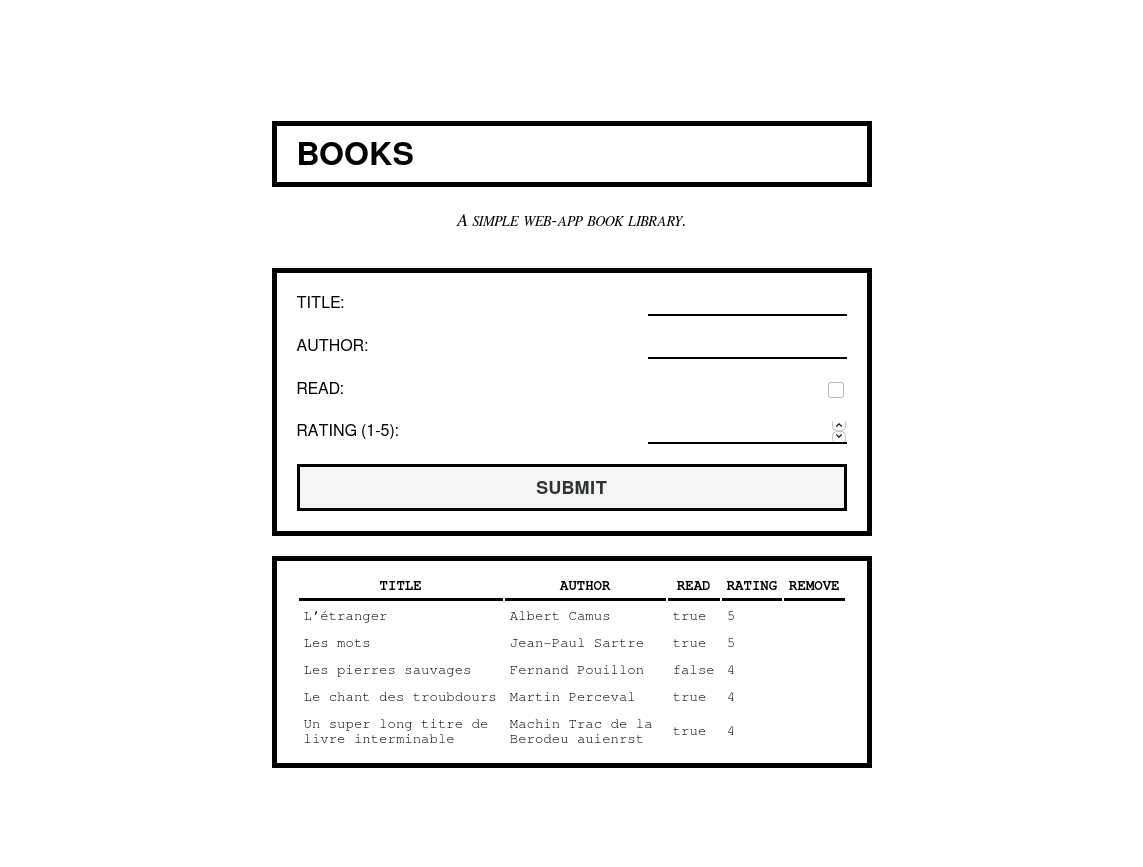 BOOKS
A SIMPLE WEB-APP BOOK LIBRARY.
TITLE:
AUTHOR:
READ:
RATING (1-5):
SUBMIT
TITLE AUTHOR READ RATING REMOVE
L’étranger Albert Camus true 5
Les mots Jean-Paul Sartre true 5
Les pierres sauvages Fernand Pouillon false 4
Le chant des troubdours Martin Perceval true 4
Un super long titre de livre interminable Machin Trac de la Berodeu auienrst true 4